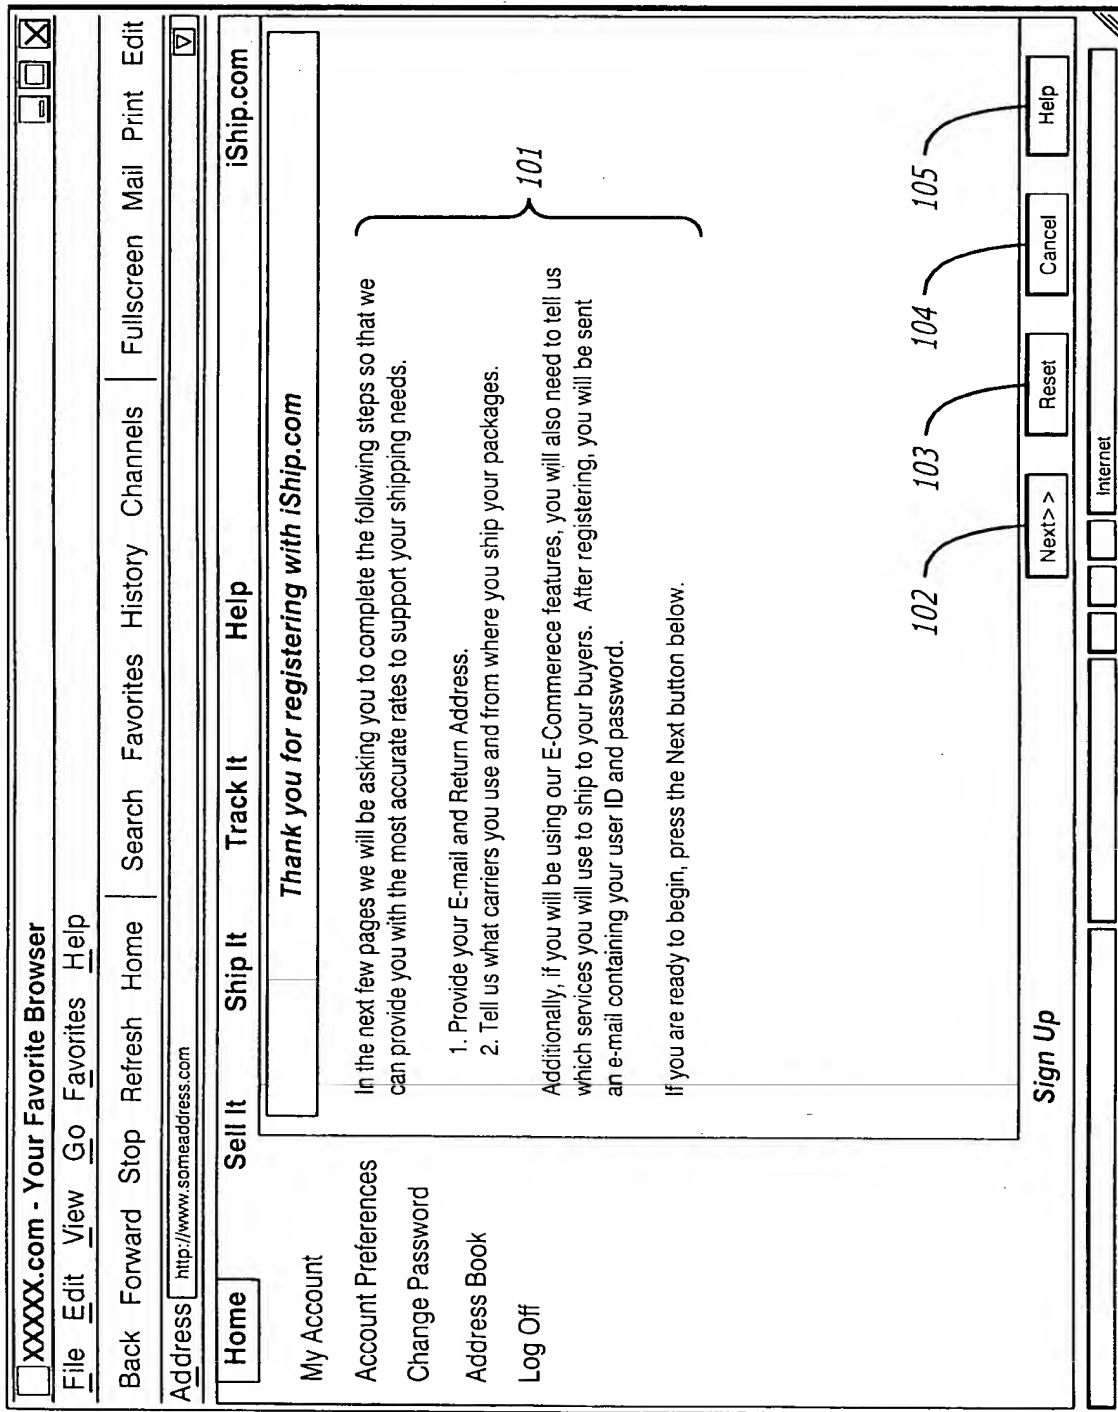 XXXXX.com - Your Favorite Browser
File Edit View Go Favorites Help
Back Forward Stop Refresh Home Search Favorites History Channels Fullscreen Mail Print Edit
Address http://www.someaddress.com
Home Sell It Ship It Track It Help iShip.com
My Account
Account Preferences
Change Password
Address Book
Log Off
Thank you for registering with iShip.com
In the next few pages we will be asking you to complete the following steps so that we
can provide you with the most accurate rates to support your shipping needs.
1. Provide your E-mail and Return Address.
2. Tell us what carriers you use and from where you ship your packages.
Additionally, if you will be using our E-Commerece features, you will also need to tell us
which services you will use to ship to your buyers. After registering, you will be sent
an e-mail containing your user ID and password.
If you are ready to begin, press the Next button below.
101
102 103 104 105
Sign Up
Next>> Reset Cancel Help
Internet